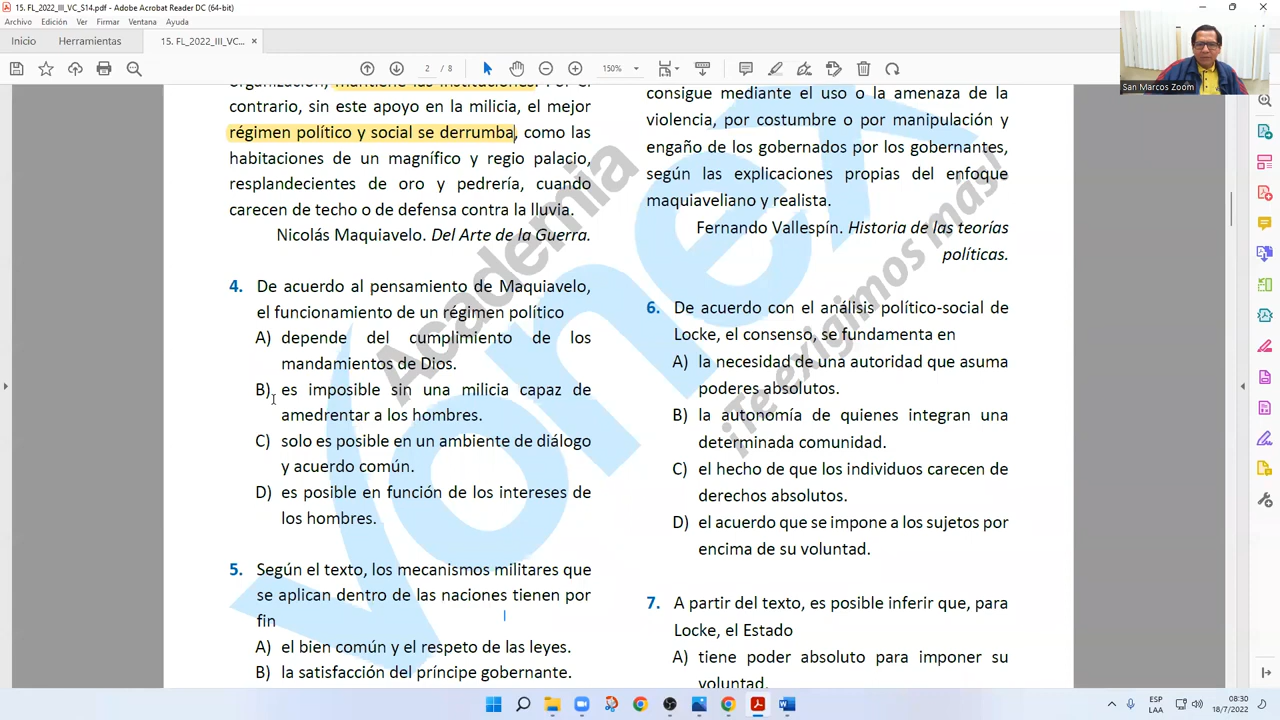 15. FL_2022_III_VC_S14.pdf - Adobe Acrobat Reader DC (64-bit)
Archivo Edición Ver Firmar Ventana Ayuda
Inicio Herramientas 15. FL_2022_III_VC... ×
2 / 8 150%
San Marcos Zoom
contrario, sin este apoyo en la milicia, el mejor
régimen político y social se derrumba, como las
habitaciones de un magnífico y regio palacio,
resplandecientes de oro y pedrería, cuando
carecen de techo o de defensa contra la lluvia.
Nicolás Maquiavelo. Del Arte de la Guerra.
4. De acuerdo al pensamiento de Maquiavelo,
el funcionamiento de un régimen político
A) depende del cumplimiento de los
mandamientos de Dios.
B) es imposible sin una milicia capaz de
amedrentar a los hombres.
C) solo es posible en un ambiente de diálogo
y acuerdo común.
D) es posible en función de los intereses de
los hombres.
5. Según el texto, los mecanismos militares que
se aplican dentro de las naciones tienen por
fin
A) el bien común y el respeto de las leyes.
B) la satisfacción del príncipe gobernante.
consigue mediante el uso o la amenaza de la
violencia, por costumbre o por manipulación y
engaño de los gobernados por los gobernantes,
según las explicaciones propias del enfoque
maquiaveliano y realista.
Fernando Vallespín. Historia de las teorías
políticas.
6. De acuerdo con el análisis político-social de
Locke, el consenso, se fundamenta en
A) la necesidad de una autoridad que asuma
poderes absolutos.
B) la autonomía de quienes integran una
determinada comunidad.
C) el hecho de que los individuos carecen de
derechos absolutos.
D) el acuerdo que se impone a los sujetos por
encima de su voluntad.
7. A partir del texto, es posible inferir que, para
Locke, el Estado
A) tiene poder absoluto para imponer su
voluntad.
Academia
Vonex
¡Te exigimos más!
ESP
LAA
08:30
18/7/2022